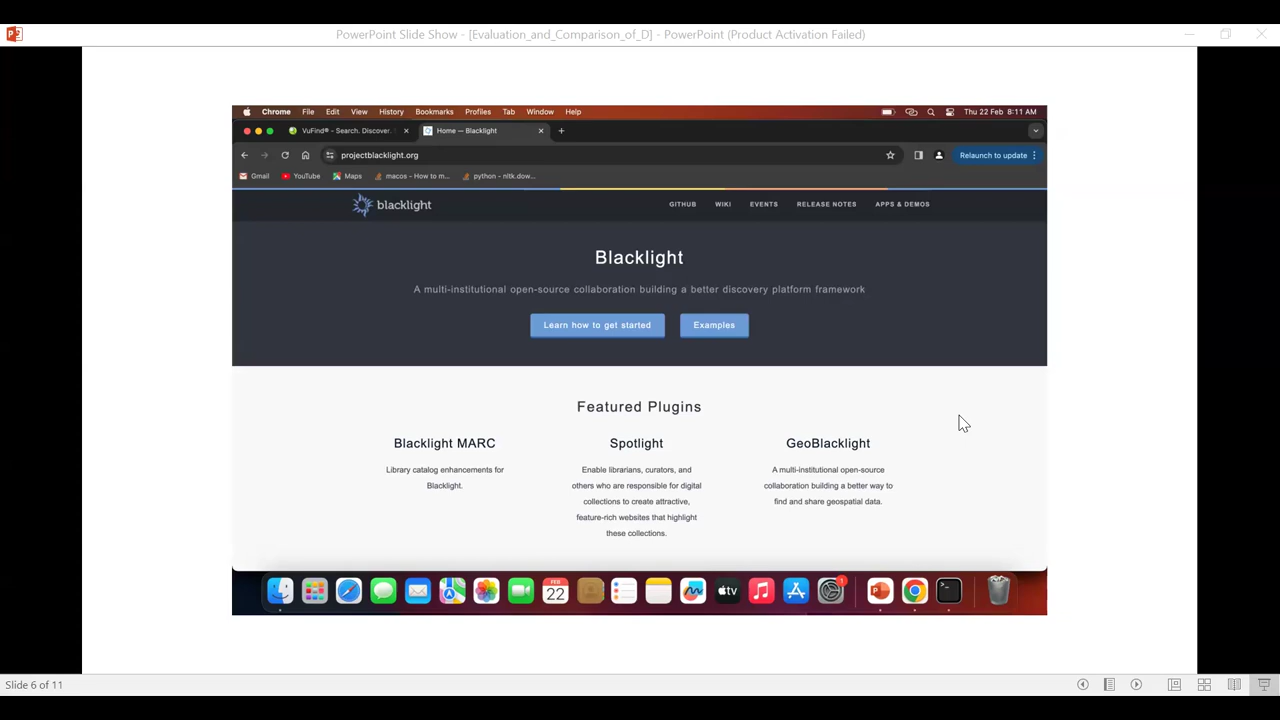 PowerPoint Slide Show - [Evaluation_and_Comparison_of_D] - PowerPoint (Product Activation Failed)
Chrome File Edit View History Bookmarks Profiles Tab Window Help Thu 22 Feb 8:11 AM
VuFind® - Search. Discover. Home — Blacklight
projectblacklight.org Relaunch to update
Gmail YouTube Maps macos - How to m... python - nltk.dow...
blacklight GITHUB WIKI EVENTS RELEASE NOTES APPS & DEMOS
Blacklight
A multi-institutional open-source collaboration building a better discovery platform framework
Learn how to get started Examples
Featured Plugins
Blacklight MARC
Library catalog enhancements for
Blacklight.
Spotlight
Enable librarians, curators, and
others who are responsible for digital
collections to create attractive,
feature-rich websites that highlight
these collections.
GeoBlacklight
A multi-institutional open-source
collaboration building a better way to
find and share geospatial data.
FEB
22
tv
1
Slide 6 of 11